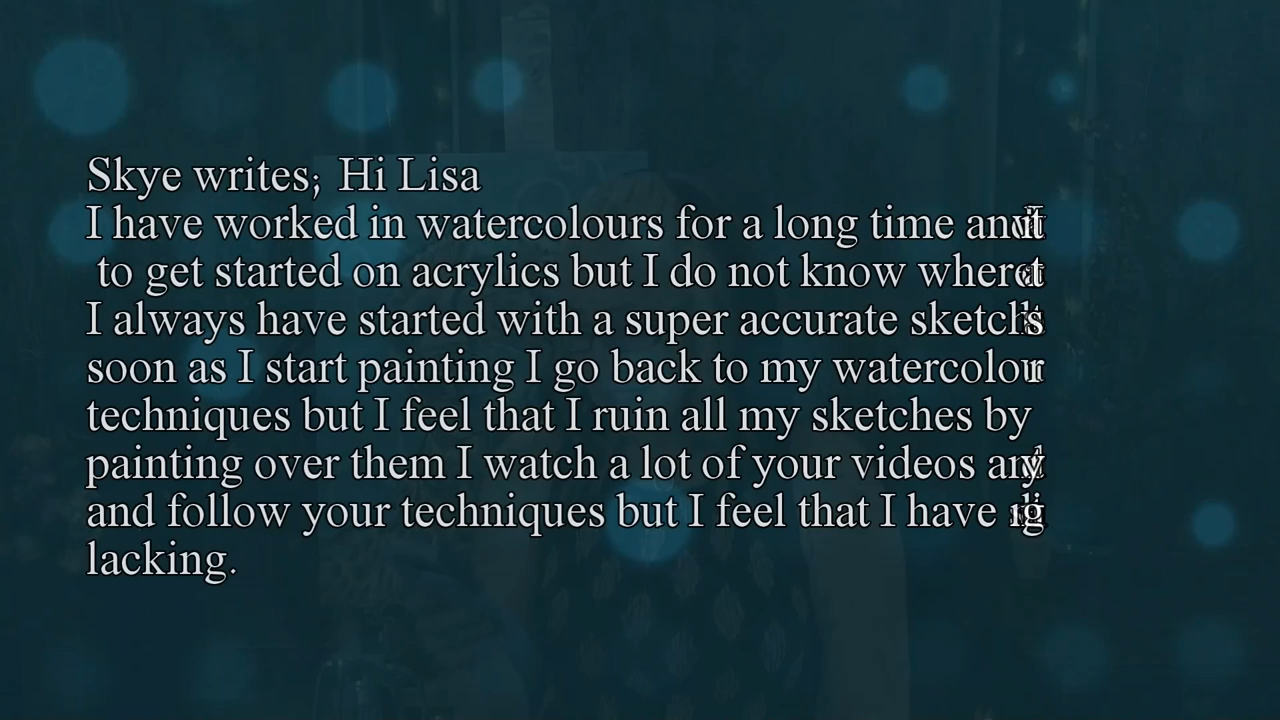 Skye writes; Hi Lisa
I have worked in watercolours for a long time
to get started on acrylics but I do not know
I always have started with a super accurate
soon as I start painting I go back to my watercolour
techniques but I feel that I ruin all my sketches by
painting over them I watch a lot of your videos
and follow your techniques but I feel that I have
lacking.